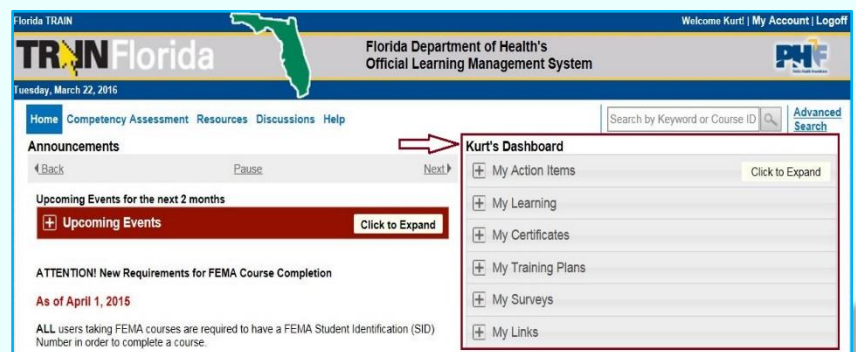 Florida TRAIN
Welcome Kurt! | My Account | Logoff
TRAIN Florida
Florida Department of Health's
Official Learning Management System
PHF
Tuesday, March 22, 2016
Home Competency Assessment Resources Discussions Help
Search by Keyword or Course ID
Advanced
Search
Announcements
Back Pause Next
Upcoming Events for the next 2 months
Upcoming Events Click to Expand
ATTENTION! New Requirements for FEMA Course Completion
As of April 1, 2015
ALL users taking FEMA courses are required to have a FEMA Student Identification (SID)
Number in order to complete a course.
Kurt's Dashboard
My Action Items Click to Expand
My Learning
My Certificates
My Training Plans
My Surveys
My Links